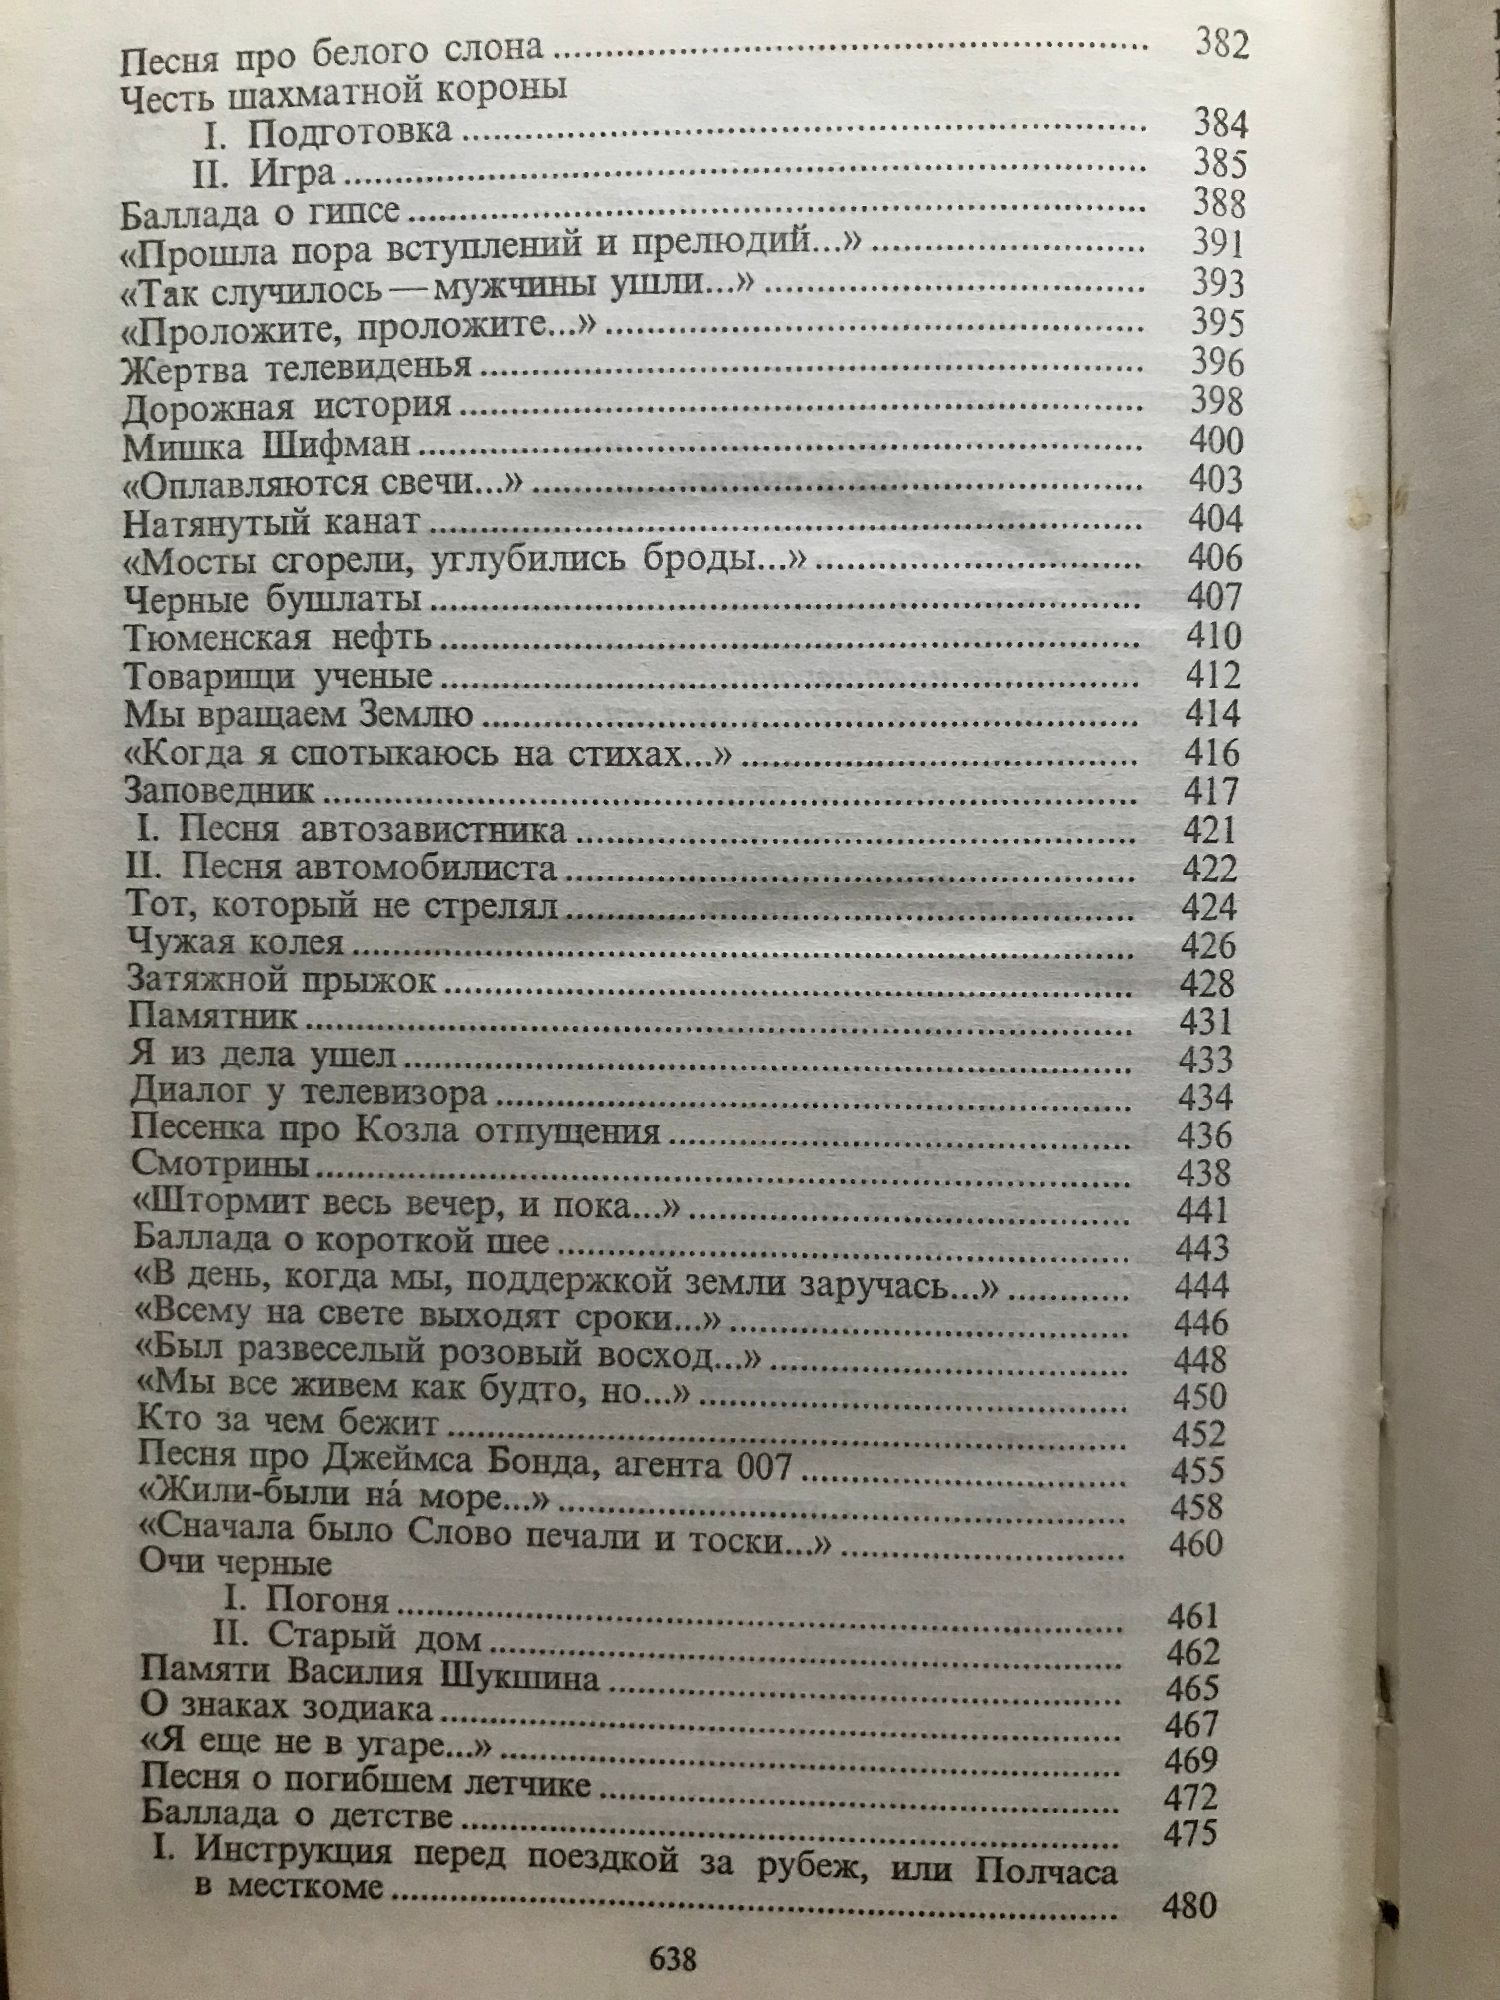 Песня про белого слона 382
Честь шахматной короны
I. Подготовка 384
II. Игра 385
Баллада о гипсе 388
«Прошла пора вступлений и прелюдий...» 391
«Так случилось — мужчины ушли...» 393
«Проложите, проложите...» 395
Жертва телевиденья 396
Дорожная история 398
Мишка Шифман 400
«Оплавляются свечи...» 403
Натянутый канат 404
«Мосты сгорели, углубились броды...» 406
Черные бушлаты 407
Тюменская нефть 410
Товарищи ученые 412
Мы вращаем Землю 414
«Когда я спотыкаюсь на стихах...» 416
Заповедник 417
I. Песня автозавистника 421
II. Песня автомобилиста 422
Тот, который не стрелял 424
Чужая колея 426
Затяжной прыжок 428
Памятник 431
Я из дела ушел 433
Диалог у телевизора 434
Песенка про Козла отпущения 436
Смотрины 438
«Штормит весь вечер, и пока...» 441
Баллада о короткой шее 443
«В день, когда мы, поддержкой земли заручась...» 444
«Всему на свете выходят сроки...» 446
«Был развеселый розовый восход...» 448
«Мы все живем как будто, но...» 450
Кто за чем бежит 452
Песня про Джеймса Бонда, агента 007 455
«Жили-были на́ море...» 458
«Сначала было Слово печали и тоски...» 460
Очи черные
I. Погоня 461
II. Старый дом 462
Памяти Василия Шукшина 465
О знаках зодиака 467
«Я еще не в угаре...» 469
Песня о погибшем летчике 472
Баллада о детстве 475
I. Инструкция перед поездкой за рубеж, или Полчаса
в месткоме 480
638